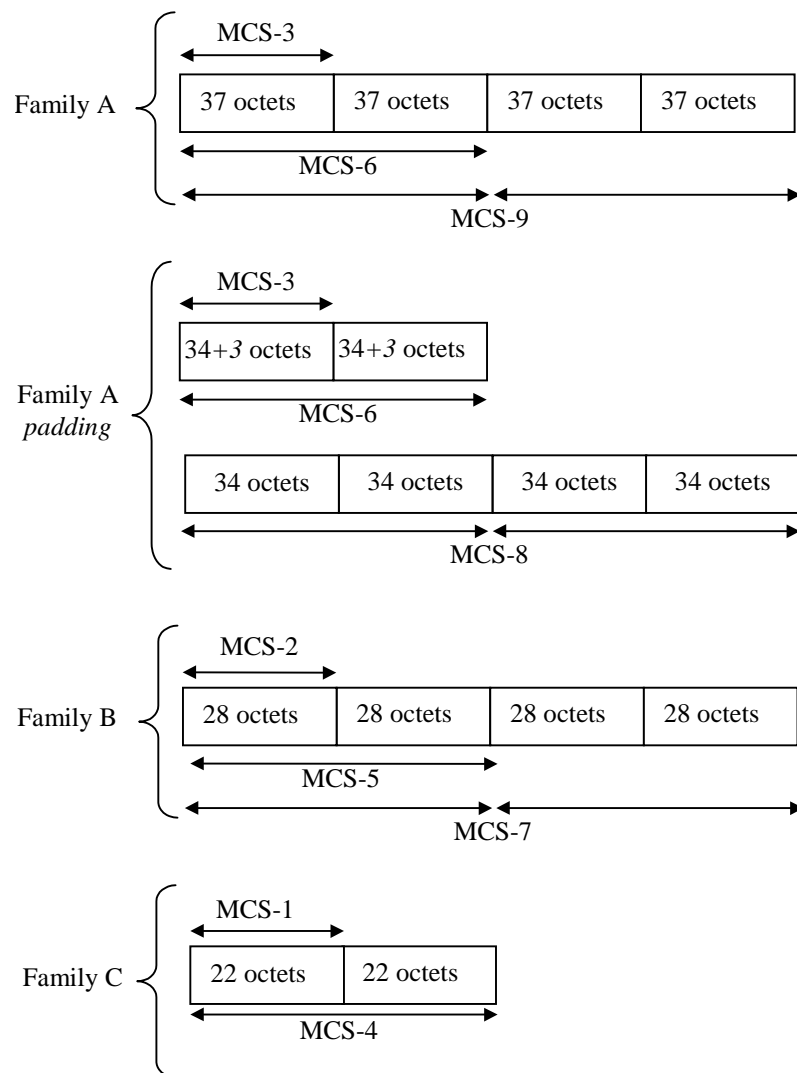 MCS-3
Family A
37 octets 37 octets 37 octets 37 octets
MCS-6
MCS-9
MCS-3
34+3 octets 34+3 octets
Family A
padding
MCS-6
34 octets 34 octets 34 octets 34 octets
MCS-8
MCS-2
Family B
28 octets 28 octets 28 octets 28 octets
MCS-5
MCS-7
MCS-1
Family C
22 octets 22 octets
MCS-4